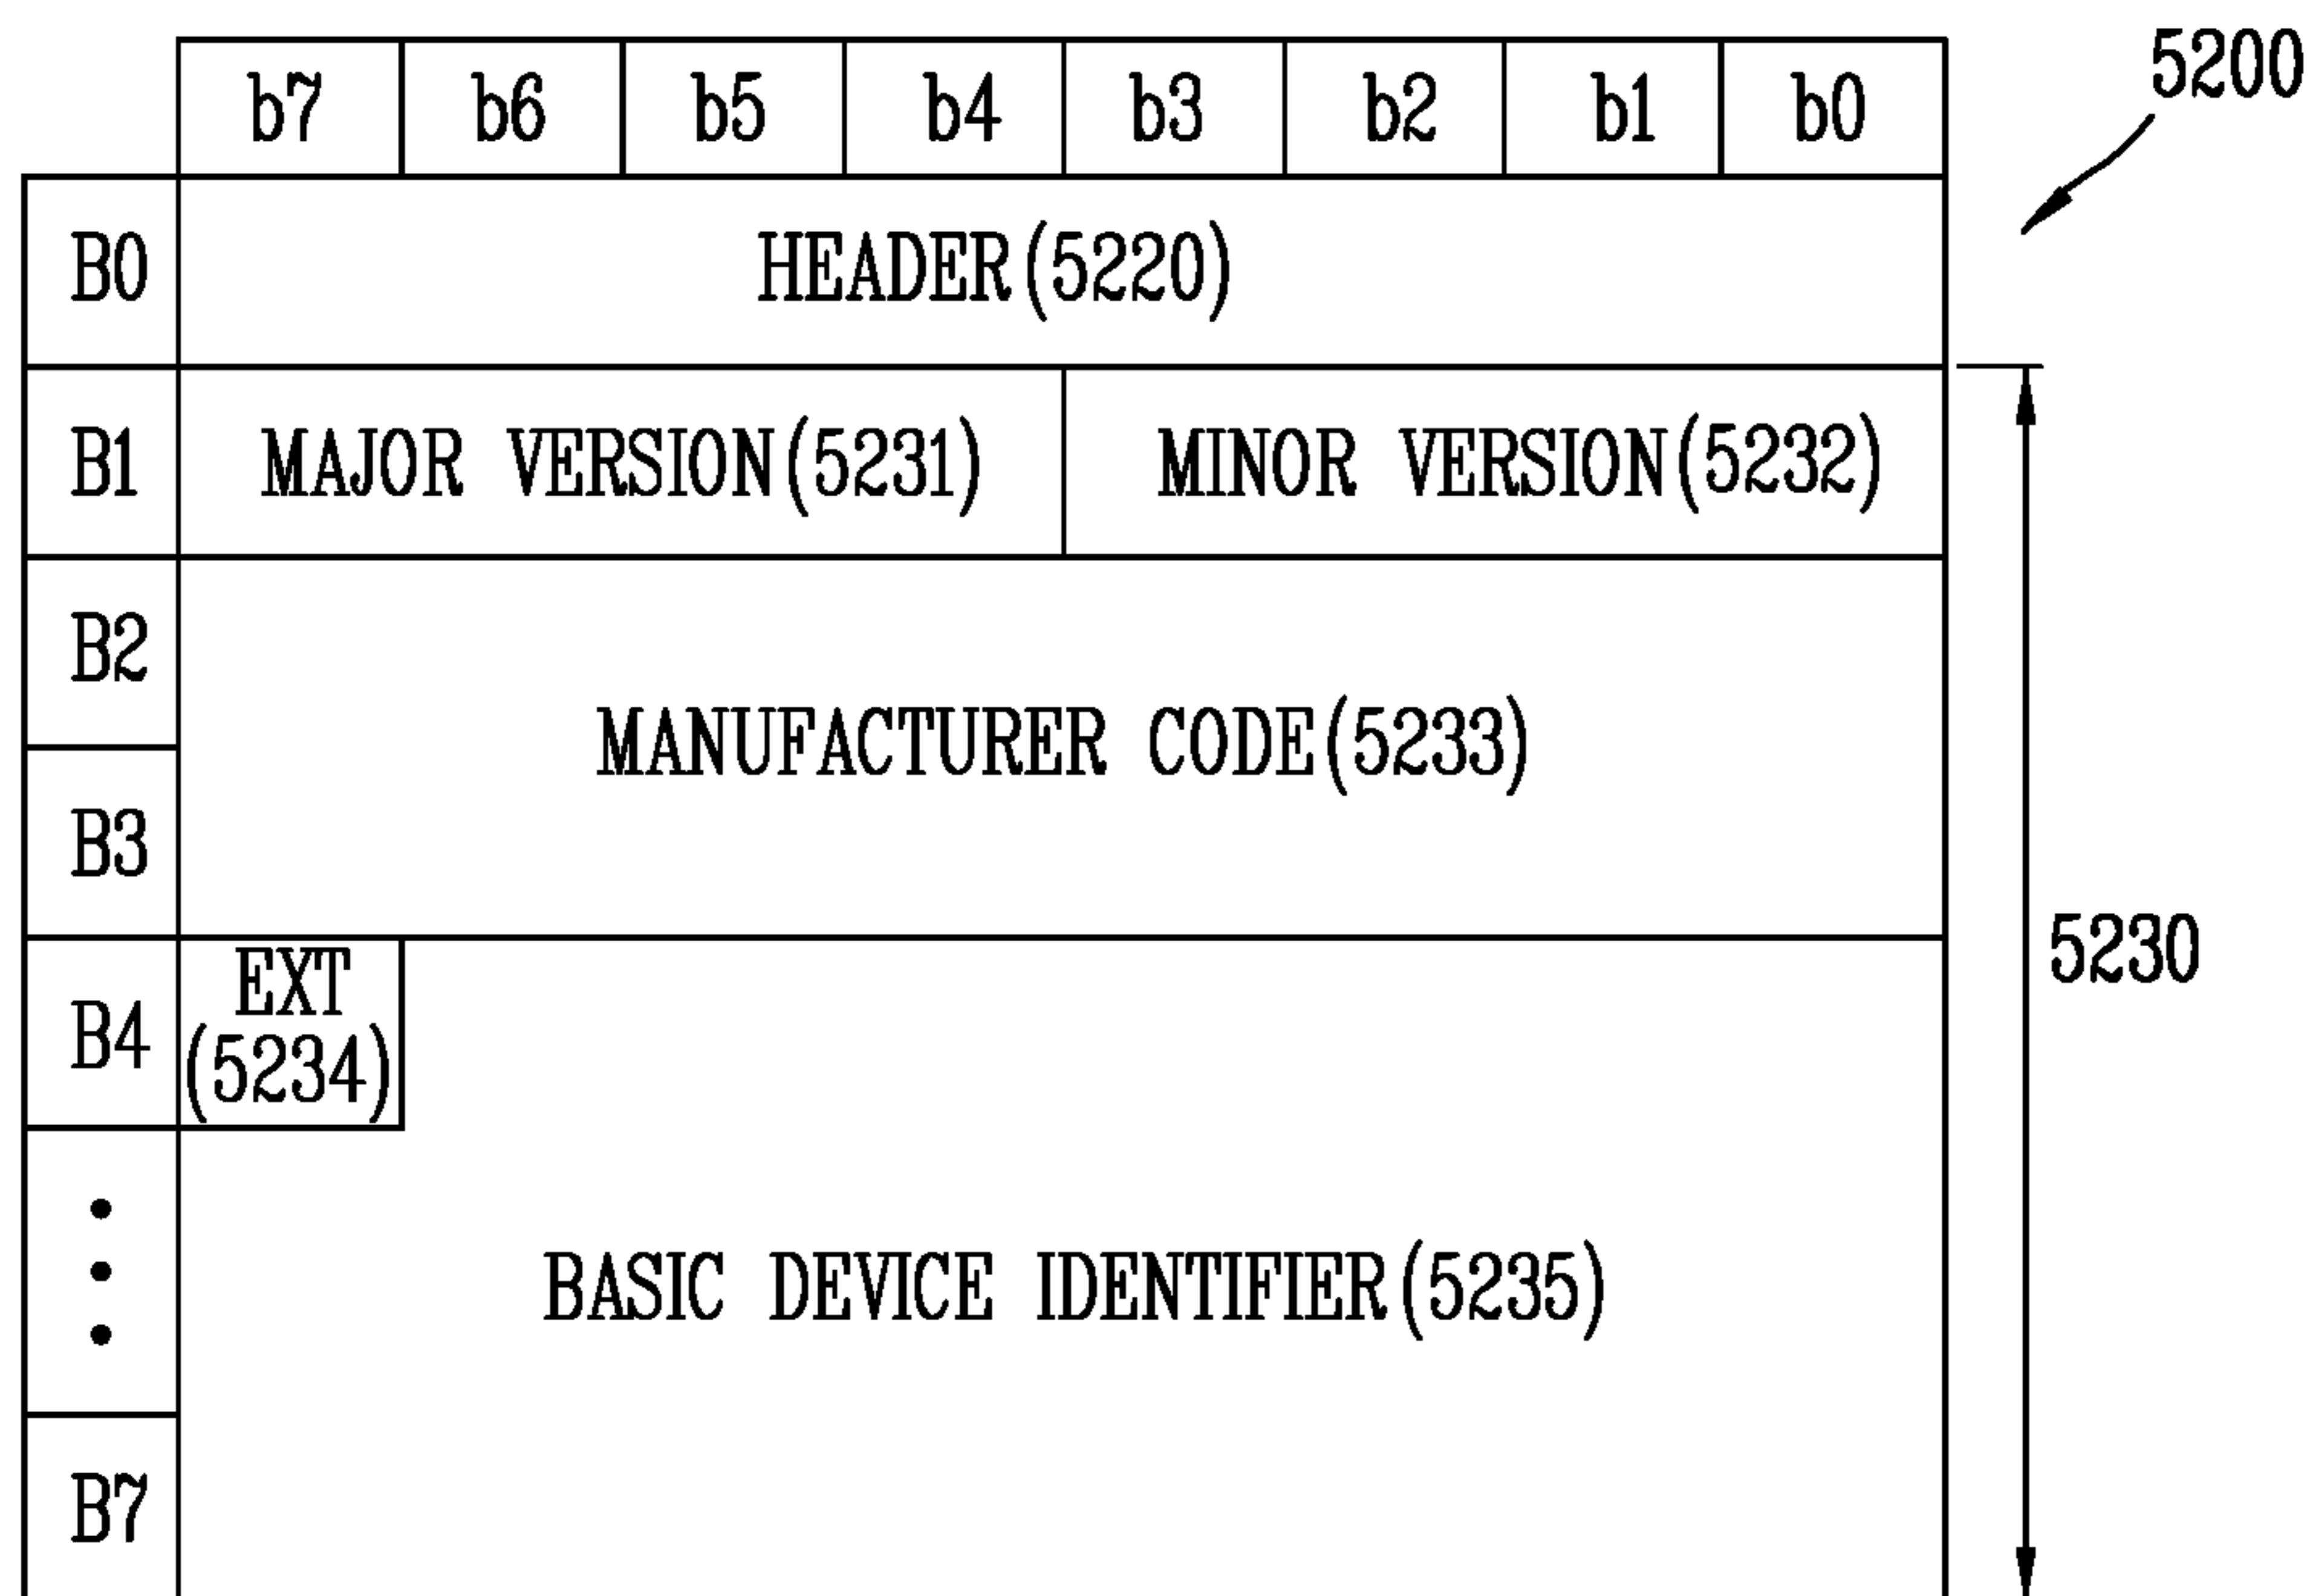 5200
b7 b6 b5 b4 b3 b2 b1 b0
B0 HEADER(5220)
B1 MAJOR VERSION(5231) MINOR VERSION(5232)
B2
MANUFACTURER CODE(5233)
B3
B4 EXT
(5234)
5230
BASIC DEVICE IDENTIFIER(5235)
B7